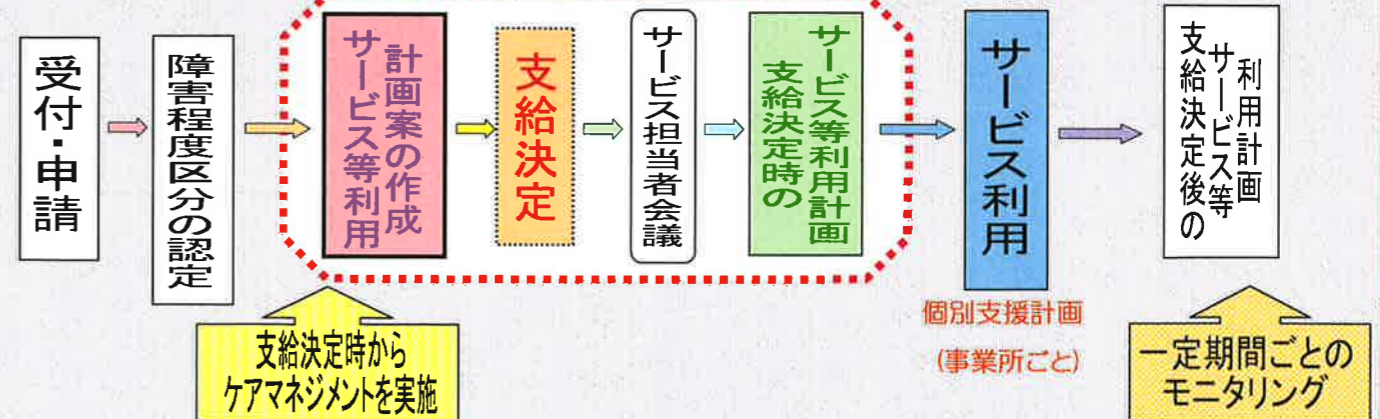 受付・申請
障害程度区分の認定
サービス等利用
計画案の作成
支給決定
サービス担当者会議
支給決定時の
サービス等利用計画
サービス利用
支給決定後の
サービス等
利用計画
支給決定時から
ケアマネジメントを実施
個別支援計画
(事業所ごと)
一定期間ごとの
モニタリング